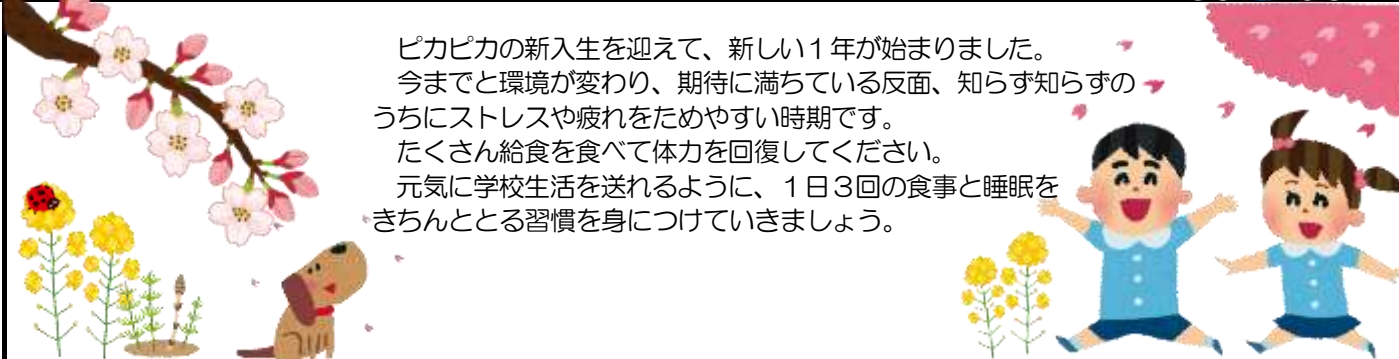 ピカピカの新入生を迎えて、新しい1年が始まりました。
今までと環境が変わり、期待に満ちている反面、知らず知らずの
うちにストレスや疲れをためやすい時期です。
たくさん給食を食べて体力を回復してください。
元気に学校生活を送れるように、1日3回の食事と睡眠を
きちんととる習慣を身につけていきましょう。